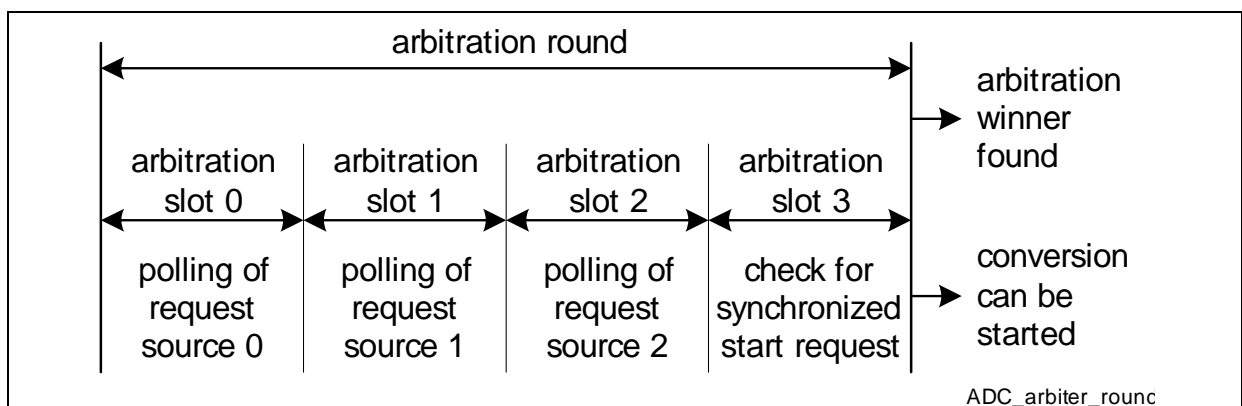 arbitration round
arbitration
winner
found
arbitration
slot 0
arbitration
slot 1
arbitration
slot 2
arbitration
slot 3
polling of
request
source 0
polling of
request
source 1
polling of
request
source 2
check for
synchronized
start request
conversion
can be
started
ADC_arbiter_round